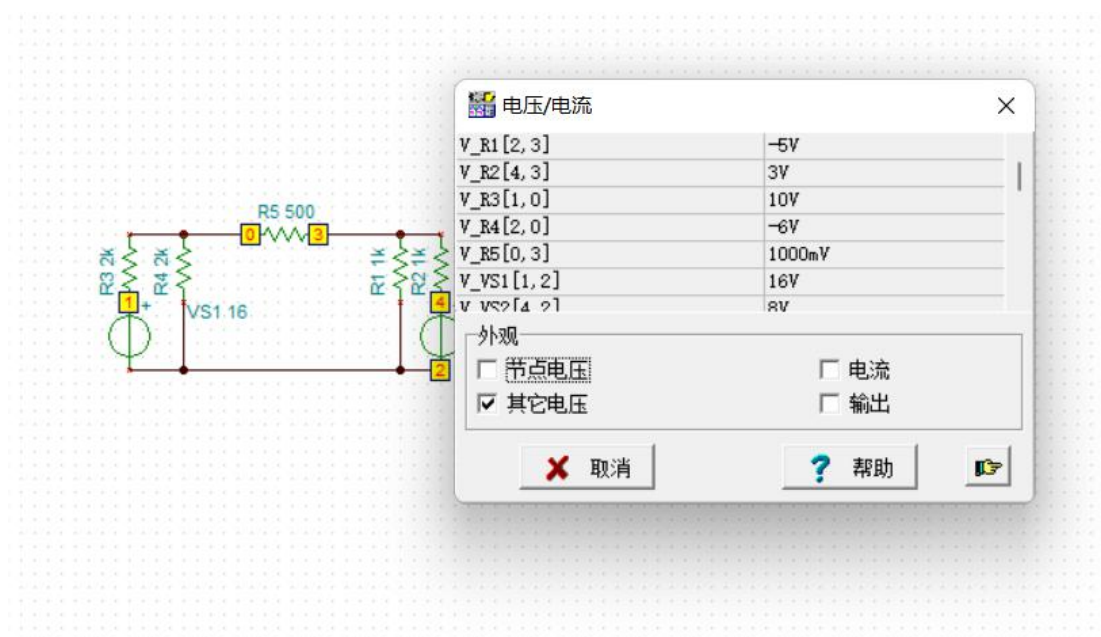 电压/电流
V_R1[2,3] -5V
V_R2[4,3] 3V
V_R3[1,0] 10V
V_R4[2,0] -6V
V_R5[0,3] 1000mV
V_VS1[1,2] 16V
V_VS2[4,2] 8V
外观
节点电压 电流
其它电压 输出
取消 帮助
R5 500
0 3
R3 2k
R4 2k
R1 1k
R2 1k
1 + 4
VS1 16
2